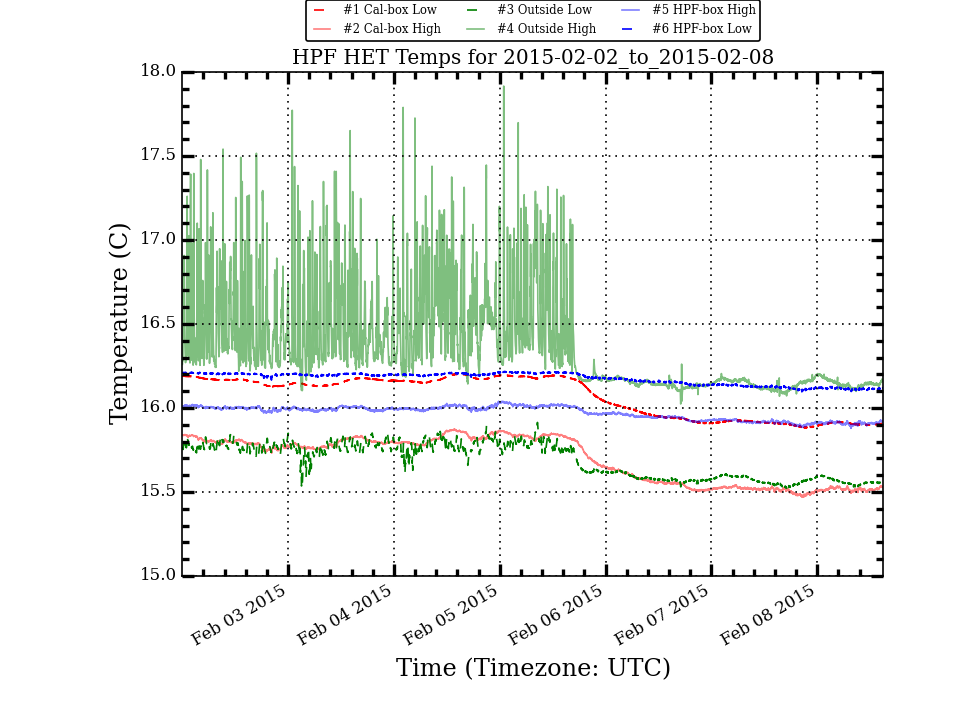 #1 Cal-box Low #3 Outside Low #5 HPF-box High
#2 Cal-box High #4 Outside High #6 HPF-box Low
HPF HET Temps for 2015-02-02_to_2015-02-08
18.0
17.5
17.0
16.5
16.0
15.5
15.0
Temperature (C)
Feb 03 2015 Feb 04 2015 Feb 05 2015 Feb 06 2015 Feb 07 2015 Feb 08 2015
Time (Timezone: UTC)